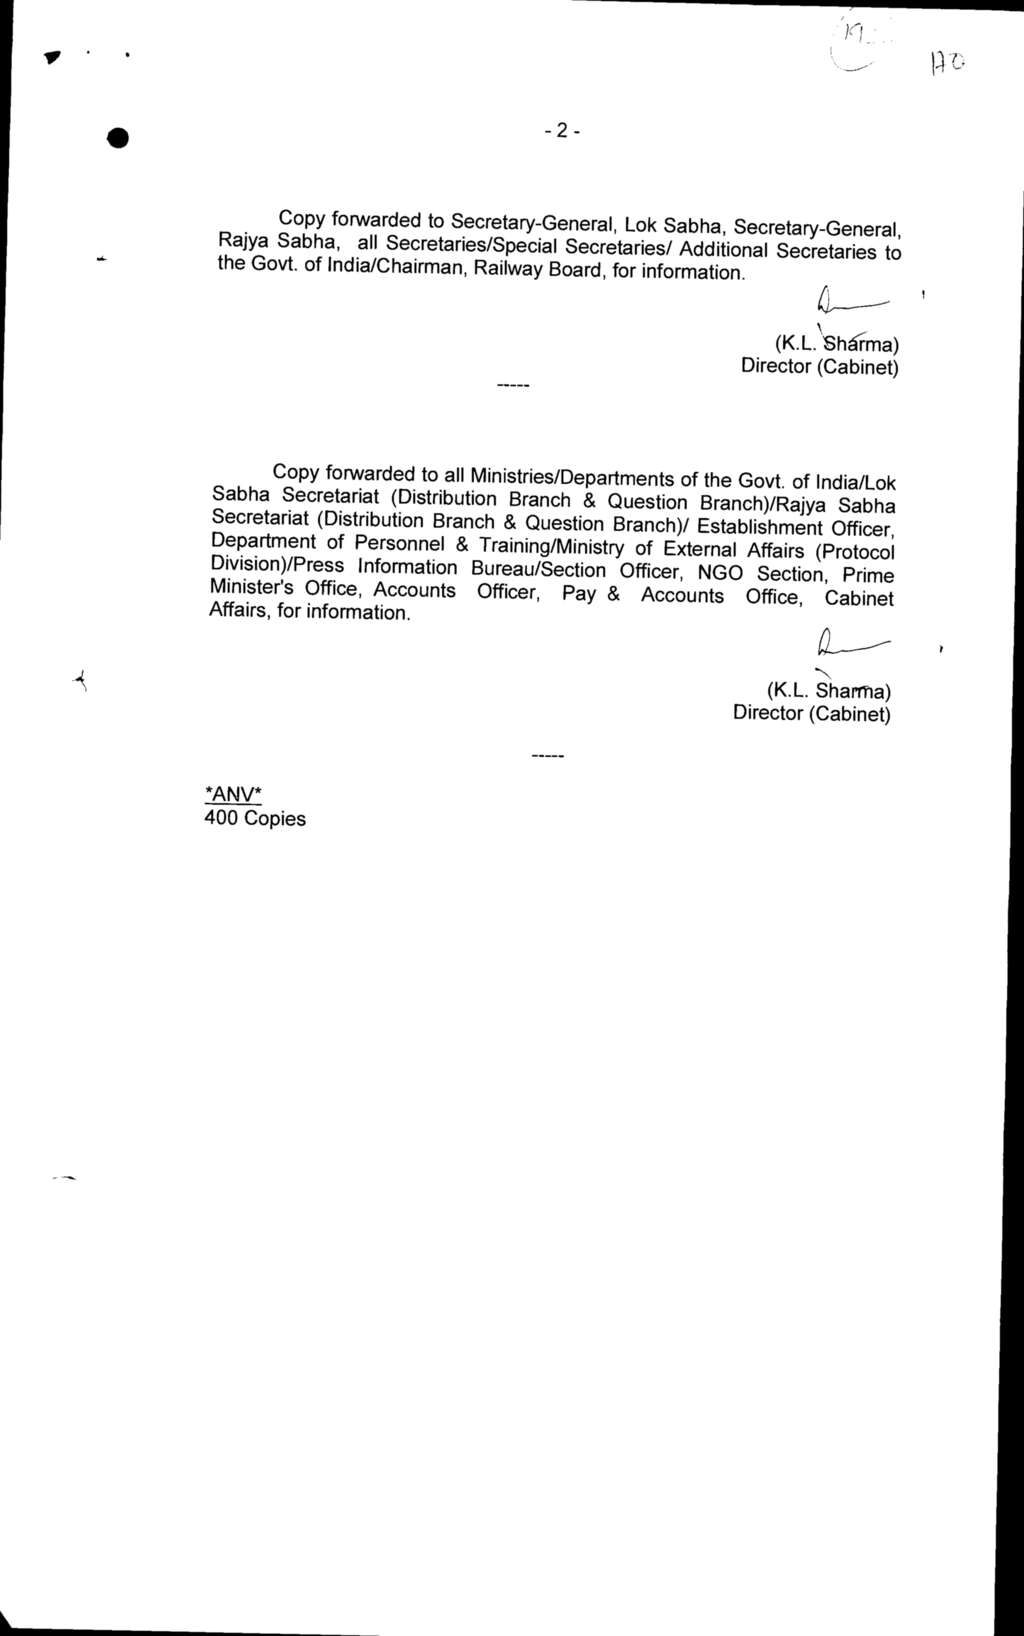 - 2 -
Copy forwarded to Secretary-General, Lok Sabha, Secretary-General,
Rajya Sabha, all Secretaries/Special Secretaries/ Additional Secretaries to
the Govt. of India/Chairman, Railway Board, for information.
(K.L. Sharma)
Director (Cabinet)
-----
Copy forwarded to all Ministries/Departments of the Govt. of India/Lok
Sabha Secretariat (Distribution Branch & Question Branch)/Rajya Sabha
Secretariat (Distribution Branch & Question Branch)/ Establishment Officer,
Department of Personnel & Training/Ministry of External Affairs (Protocol
Division)/Press Information Bureau/Section Officer, NGO Section, Prime
Minister's Office, Accounts Officer, Pay & Accounts Office, Cabinet
Affairs, for information.
(K.L. Sharma)
Director (Cabinet)
-----
*ANV*
400 Copies